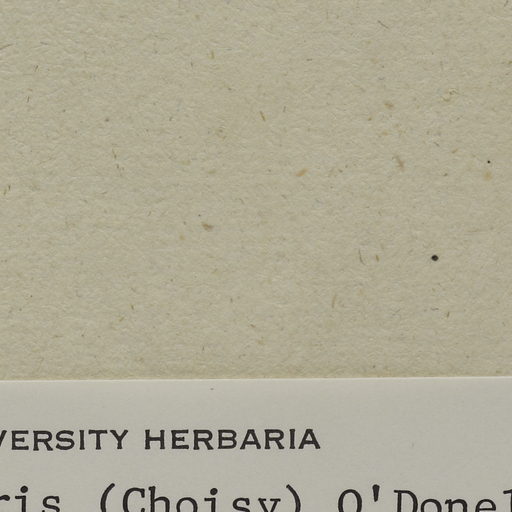 VERSITY HERBARIA
ris (Choisy) O'Donel